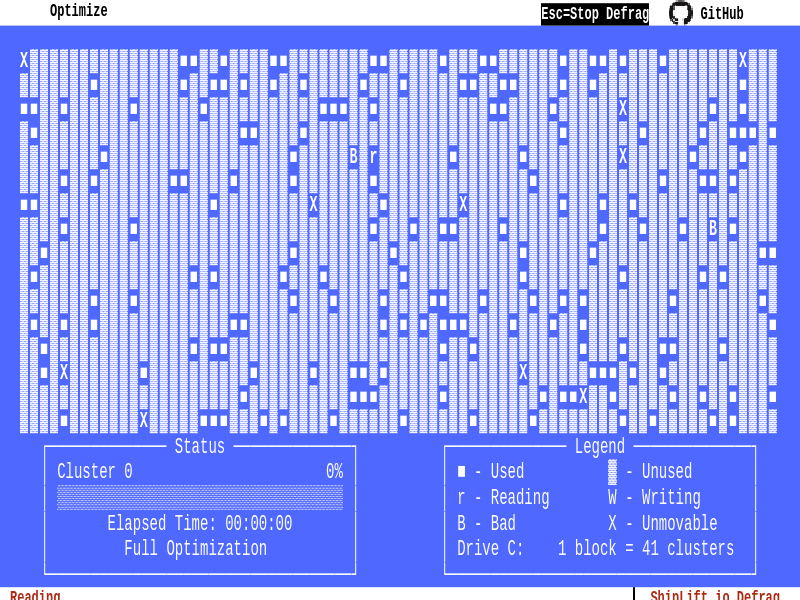 Optimize Esc=Stop Defrag GitHub
X X
X
B r X
X X
B
X X
X
X
Status Legend
Cluster 0 0% - Used - Unused
r - Reading W - Writing
Elapsed Time: 00:00:00 B - Bad X - Unmovable
Full Optimization Drive C: 1 block = 41 clusters
Reading ShipLift.io Defrag